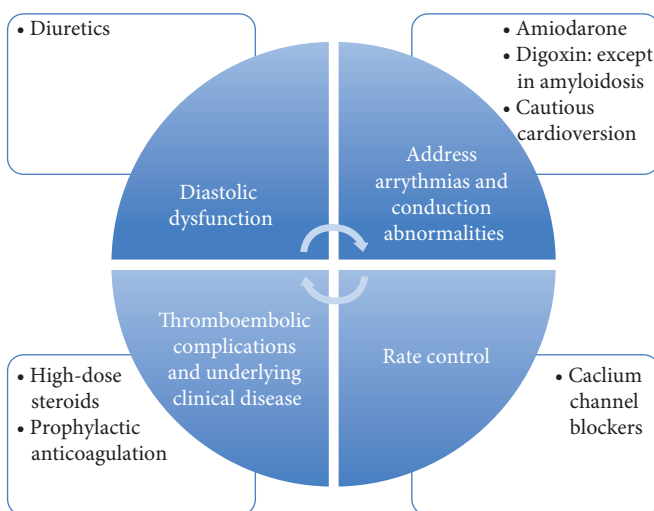 • Diuretics
• Amiodarone
• Digoxin: except
in amyloidosis
• Cautious
cardioversion
Diastolic
dysfunction
Address
arrythmias and
conduction
abnormalities
Thromboembolic
complications
and underlying
clinical disease
Rate control
• High-dose
steroids
• Prophylactic
anticoagulation
• Caclium
channel
blockers